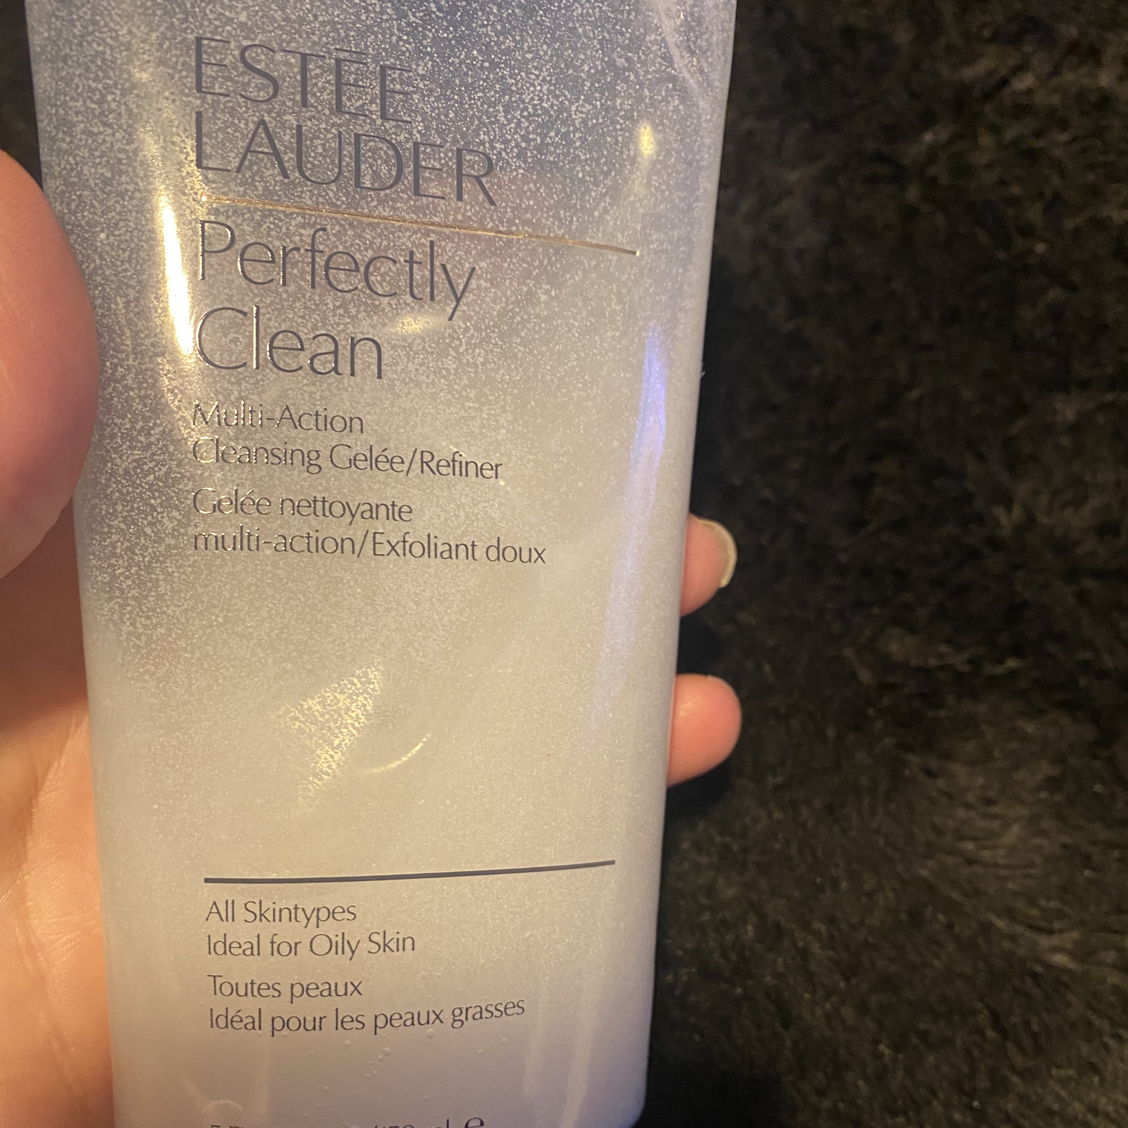 ESTĒE
LAUDER
Perfectly
Clean
Multi-Action
Cleansing Gelée/Refiner
Gelée nettoyante
multi-action/Exfoliant doux
All Skintypes
Ideal for Oily Skin
Toutes peaux
Idéal pour les peaux grasses